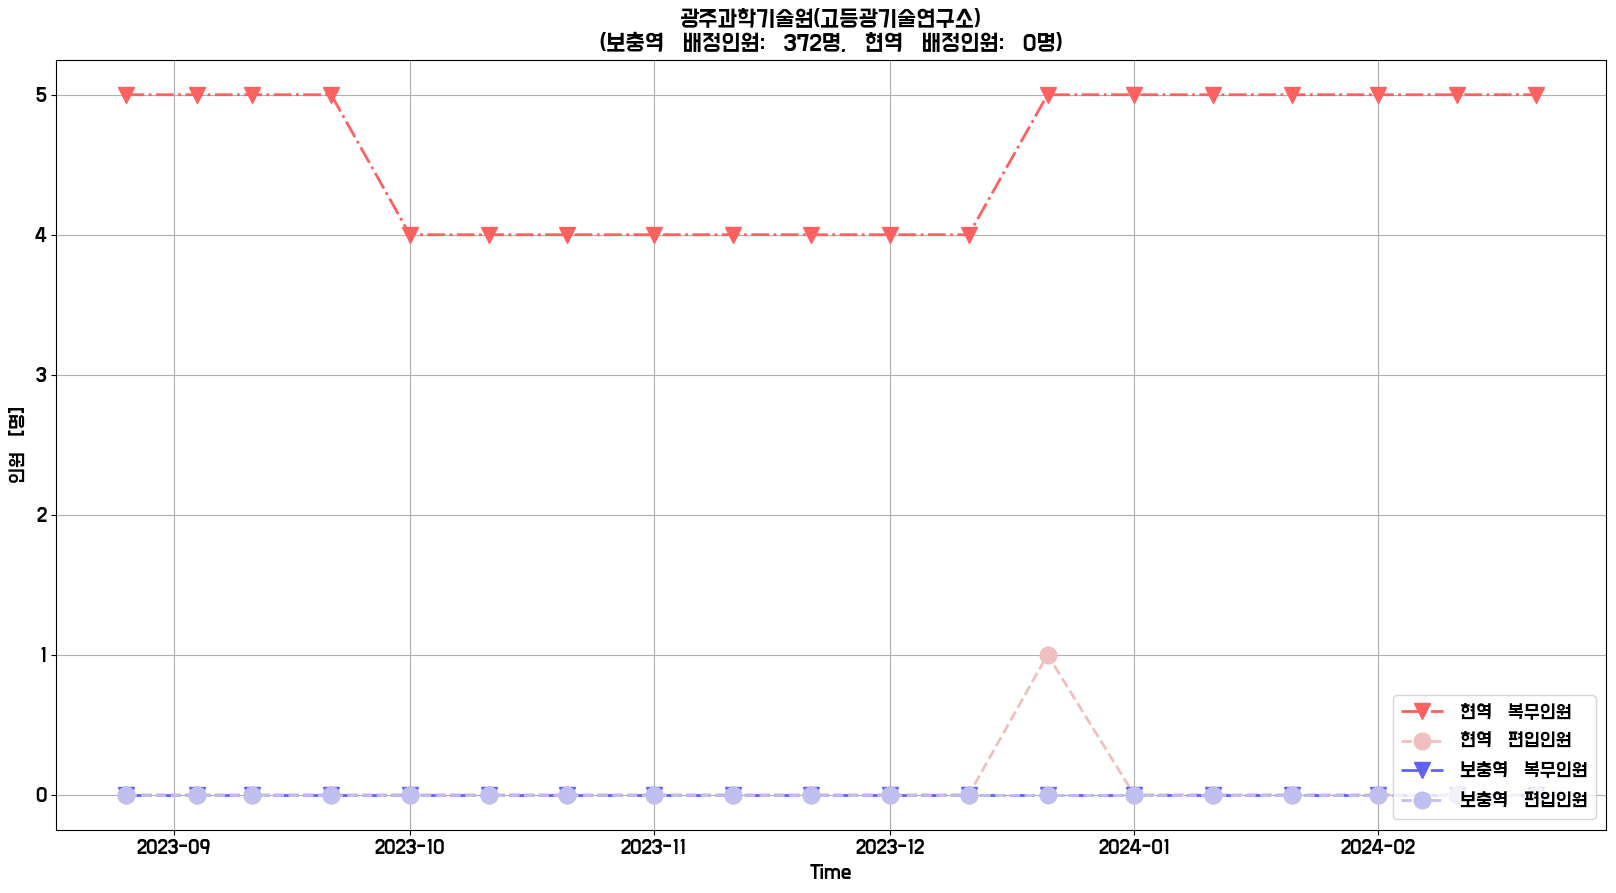 광주과학기술원(고등광기술연구소)
(보충역 배정인원: 372명, 현역 배정인원: 0명)
5
4
3
2
1
0
인원 [명]
2023-09
2023-10
2023-11
2023-12
2024-01
2024-02
Time
현역 복무인원
현역 편입인원
보충역 복무인원
보충역 편입인원